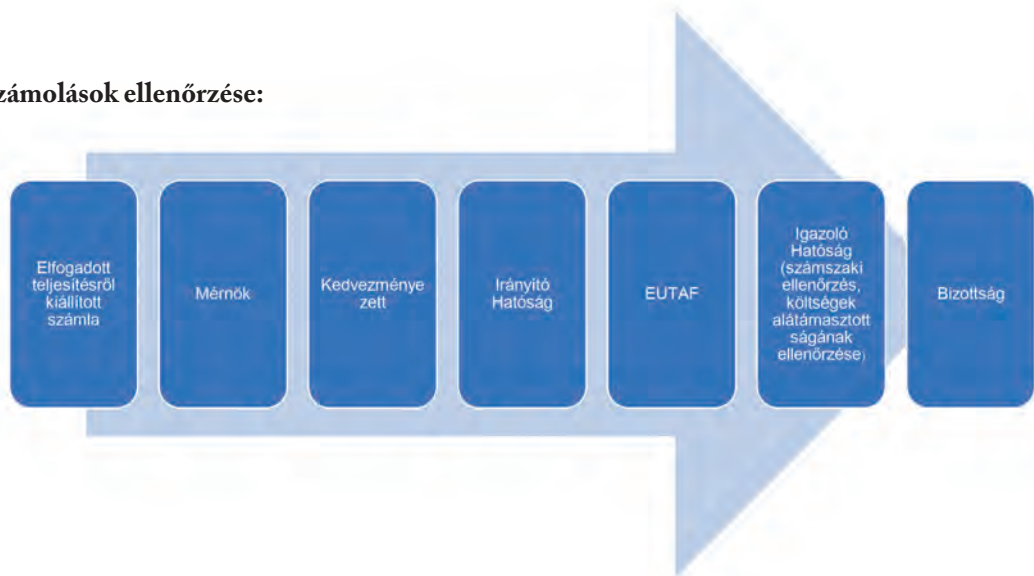 zámolások ellenőrzése:
Elfogadott
teljesítésről
kiállított
számla
Mérnök
Kedvezménye
zett
Irányító
Hatóság
EUTAF
Igazoló
Hatóság
(számszaki
ellenőrzés,
költségek
alátámasztott
ságának
ellenőrzése)
Bizottság